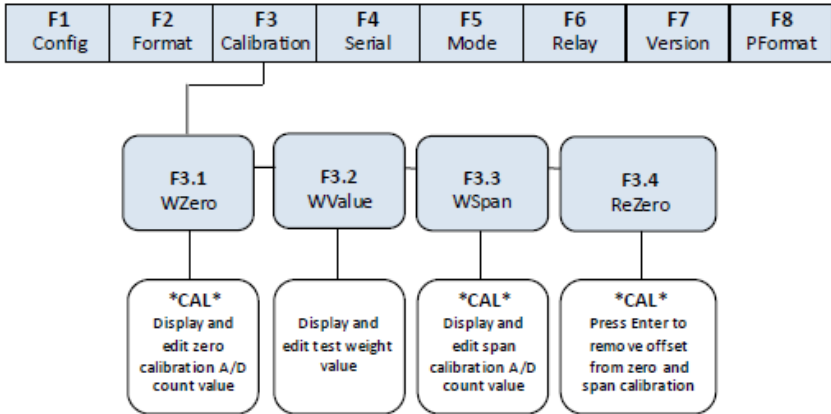 F1 F2 F3 F4 F5 F6 F7 F8
Config Format Calibration Serial Mode Relay Version PFormat
F3.1
WZero
F3.2
WValue
F3.3
WSpan
F3.4
ReZero
*CAL*
Display and
edit zero
calibration A/D
count value
Display and
edit test weight
value
*CAL*
Display and
edit span
calibration A/D
count value
*CAL*
Press Enter to
remove offset
from zero and
span calibration